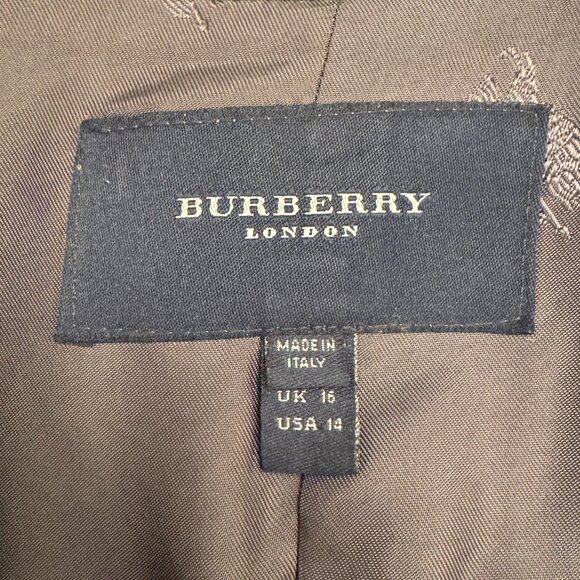 BURBERRY
LONDON
MADE IN
ITALY
UK 16
USA 14